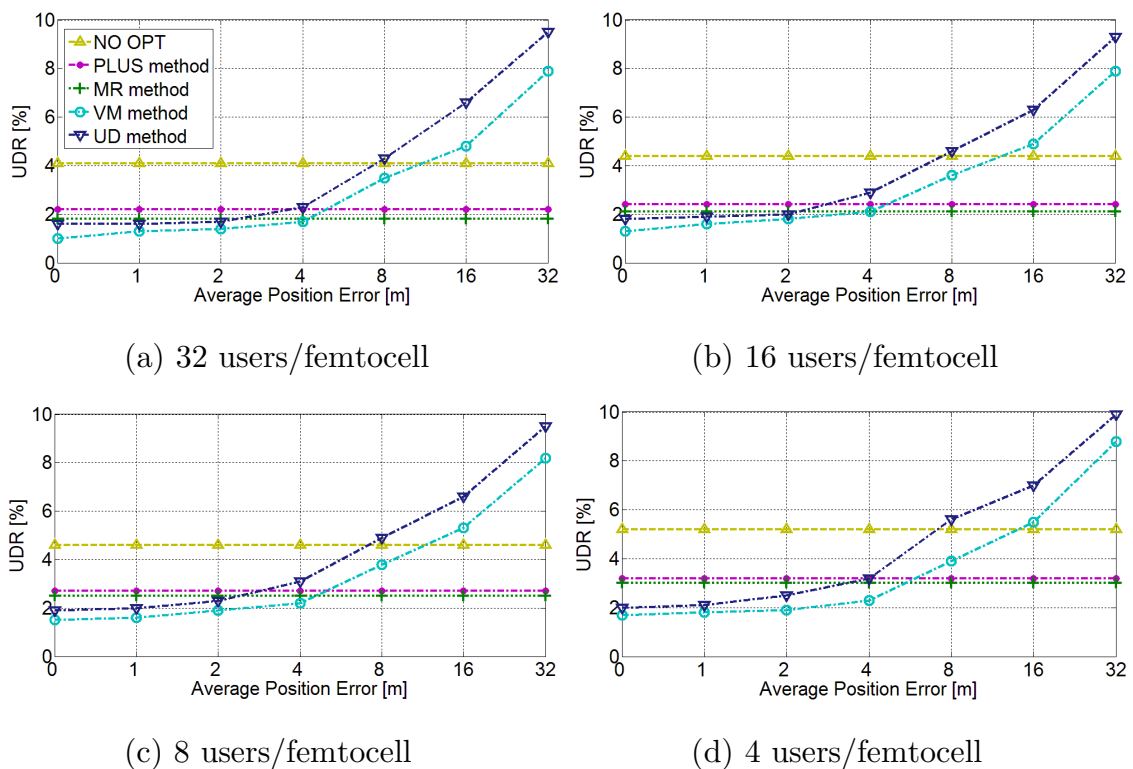 10
8
6
4
2
0
UDR [%]
NO OPT
PLUS method
MR method
VM method
UD method
0 1 2 4 8 16 32
Average Position Error [m]
(a) 32 users/femtocell
10
8
6
4
2
0
UDR [%]
0 1 2 4 8 16 32
Average Position Error [m]
(b) 16 users/femtocell
10
8
6
4
2
0
UDR [%]
0 1 2 4 8 16 32
Average Position Error [m]
(c) 8 users/femtocell
10
8
6
4
2
0
UDR [%]
0 1 2 4 8 16 32
Average Position Error [m]
(d) 4 users/femtocell